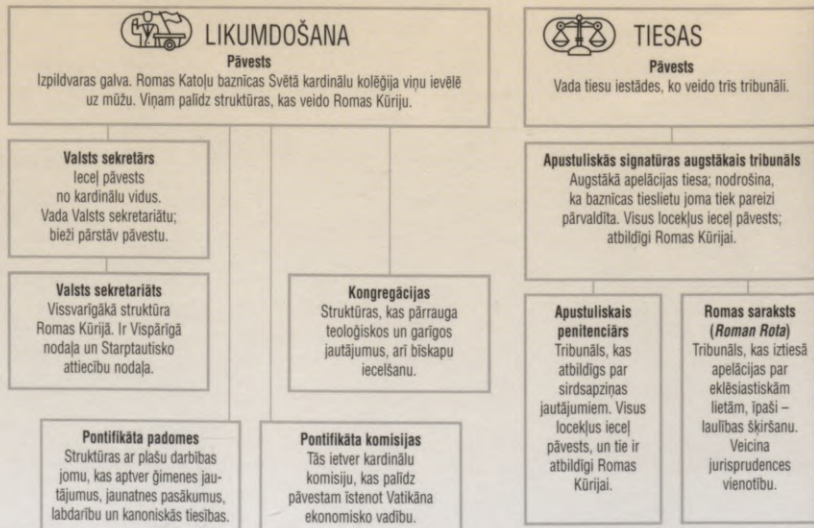 LIKUMDOŠANA
Pāvests
Izpildvaras galva. Romas Katoļu baznīcas Svētā kardinālu kolēģija viņu ievēlē
uz mūžu. Viņam palīdz struktūras, kas veido Romas Kūriju.
Valsts sekretārs
Ieceļ pāvests
no kardinālu vidus.
Vada Valsts sekretariātu;
bieži pārstāv pāvestu.
Valsts sekretariāts
Vissvarīgākā struktūra
Romas Kūrijā. Ir Vispārīgā
nodaļa un Starptautisko
attiecību nodaļa.
Kongregācijas
Struktūras, kas pārrauga
teoloģiskos un garīgos
jautājumus, arī bīskapu
iecelšanu.
Pontifikāta padomes
Struktūras ar plašu darbības
jomu, kas aptver ģimenes jau-
tājumus, jaunatnes pasākumus,
labdarību un kanoniskās tiesības.
Pontifikāta komisijas
Tās ietver kardinālu
komisiju, kas palīdz
pāvestam īstenot Vatikāna
ekonomisko vadību.
TIESAS
Pāvests
Vada tiesu iestādes, ko veido trīs tribunāli.
Apustuliskās signatūras augstākais tribunāls
Augstākā apelācijas tiesa; nodrošina,
ka baznīcas tieslietu joma tiek pareizi
pārvaldīta. Visus locekļus ieceļ pāvests;
atbildīgi Romas Kūrijai.
Apustuliskais
penitenciārs
Tribunāls, kas
atbildīgs par
sirdsapziņas
jautājumiem. Visus
locekļus ieceļ
pāvests, un tie ir
atbildīgi Romas
Kūrijai.
Romas saraksts
(Roman Rota)
Tribunāls, kas iztiesā
apelācijas par
eklēsiastiskām
lietām, īpaši –
laulības šķiršanu.
Veicina
jurisprudences
vienotību.